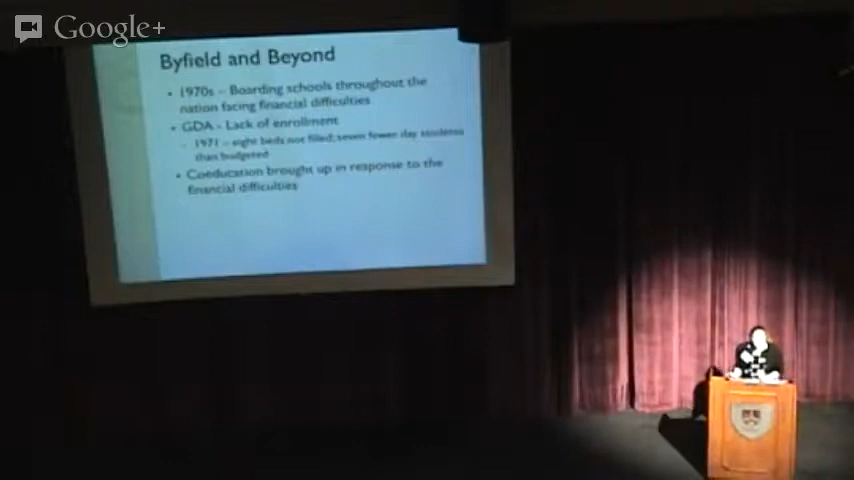 Google+
Byfield and Beyond
• 1970s – Boarding schools throughout the
nation facing financial difficulties
• GDA - Lack of enrollment
– 1971 – eight beds not filled; seven fewer day students
than budgeted
• Coeducation brought up in response to the
financial difficulties